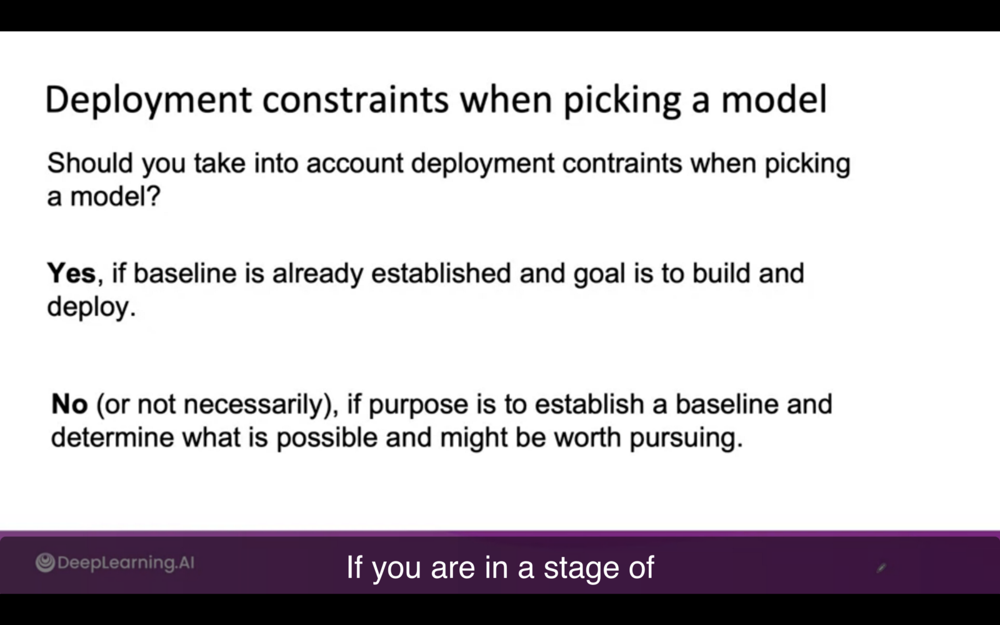 Deployment constraints when picking a model
Should you take into account deployment contraints when picking
a model?
Yes, if baseline is already established and goal is to build and
deploy.
No (or not necessarily), if purpose is to establish a baseline and
determine what is possible and might be worth pursuing.
DeepLearning.AI
If you are in a stage of